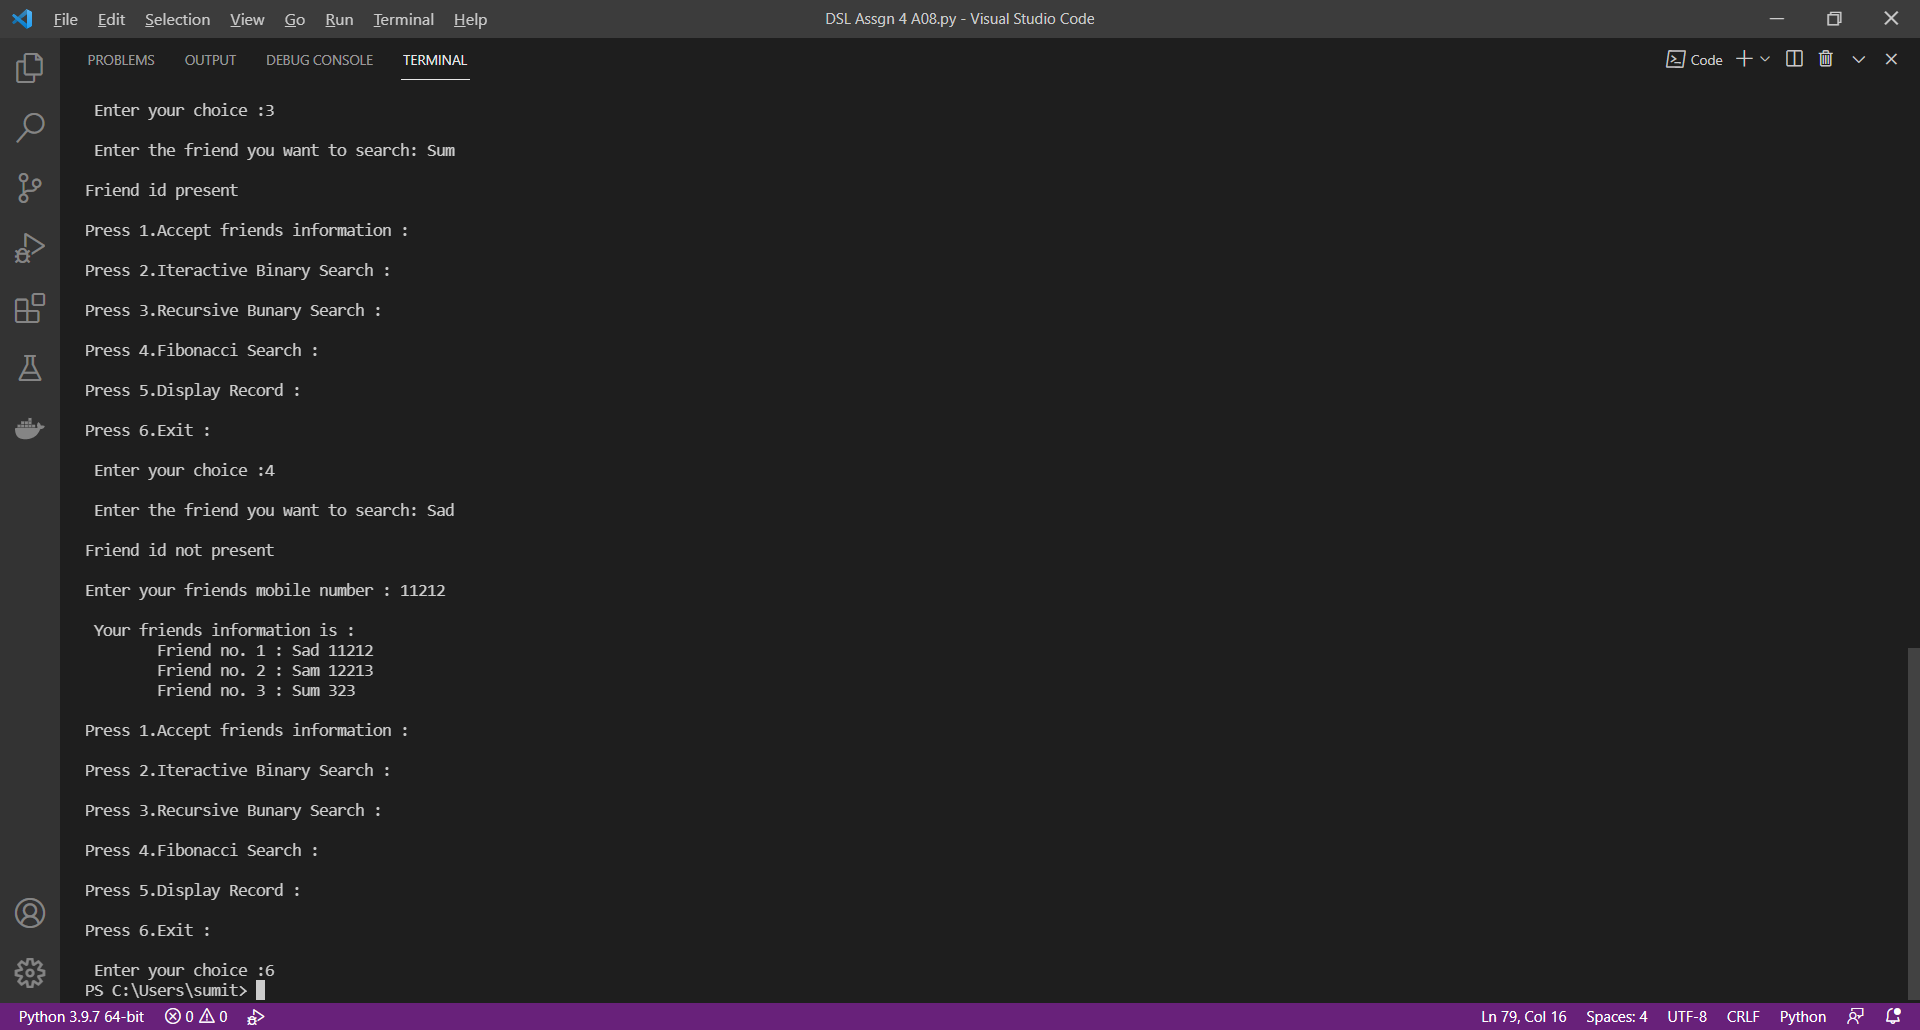 File Edit Selection View Go Run Terminal Help
DSL Assgn 4 A08.py - Visual Studio Code
PROBLEMS OUTPUT DEBUG CONSOLE TERMINAL
Code
Enter your choice :3
Enter the friend you want to search: Sum
Friend id present
Press 1.Accept friends information :
Press 2.Iteractive Binary Search :
Press 3.Recursive Bunary Search :
Press 4.Fibonacci Search :
Press 5.Display Record :
Press 6.Exit :
Enter your choice :4
Enter the friend you want to search: Sad
Friend id not present
Enter your friends mobile number : 11212
Your friends information is :
Friend no. 1 : Sad 11212
Friend no. 2 : Sam 12213
Friend no. 3 : Sum 323
Press 1.Accept friends information :
Press 2.Iteractive Binary Search :
Press 3.Recursive Bunary Search :
Press 4.Fibonacci Search :
Press 5.Display Record :
Press 6.Exit :
Enter your choice :6
PS C:\Users\sumit>
Python 3.9.7 64-bit 0 0
Ln 79, Col 16 Spaces: 4 UTF-8 CRLF Python